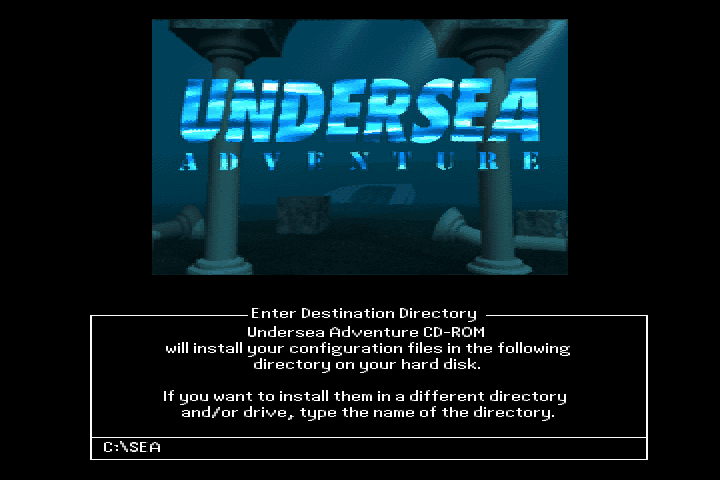 UNDERSEA
ADVENTURE
Enter Destination Directory
Undersea Adventure CD-ROM
will install your configuration files in the following
directory on your hard disk.
If you want to install them in a different directory
and/or drive, type the name of the directory.
C:\SEA